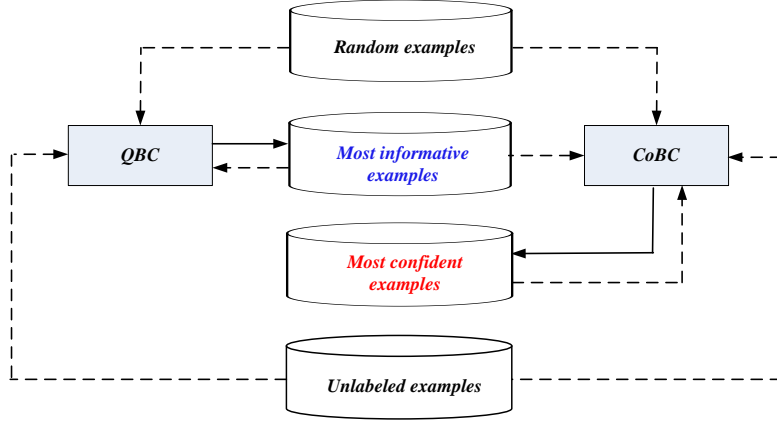 Random examples
QBC
Most informative
examples
CoBC
Most confident
examples
Unlabeled examples